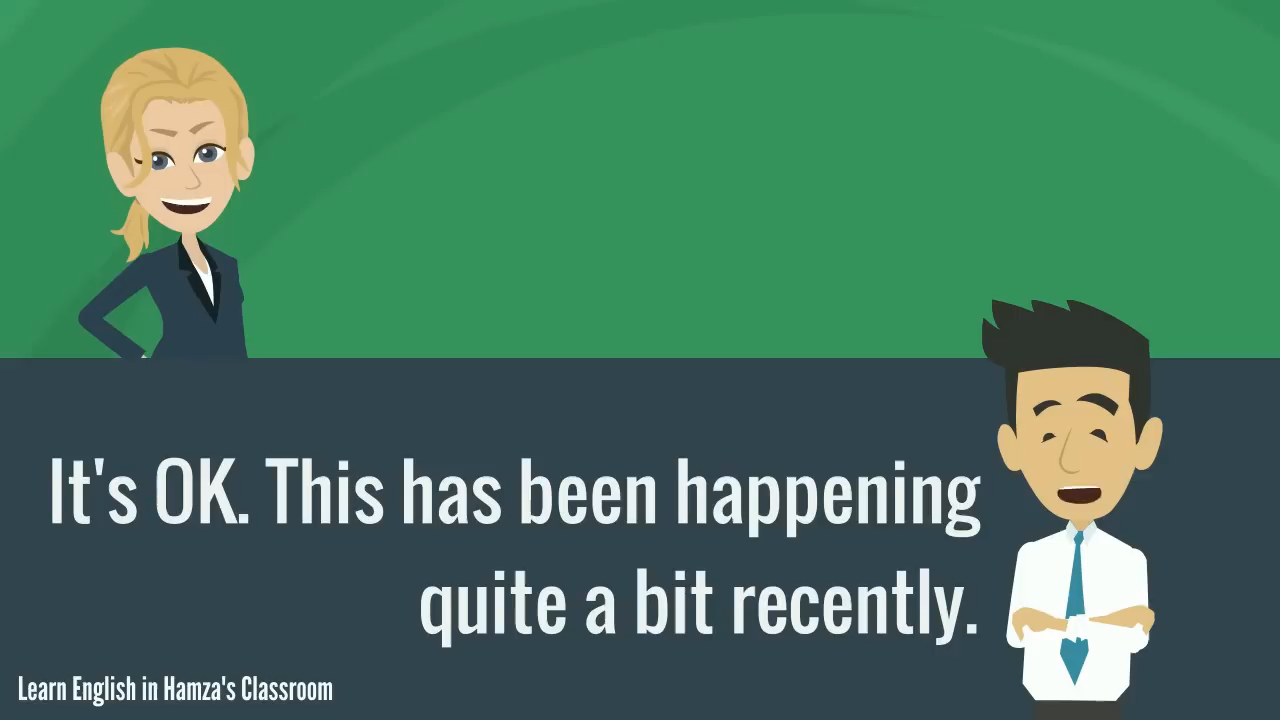 It's OK. This has been happening
quite a bit recently.
Learn English in Hamza's Classroom